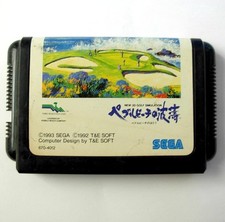 NEW 3D GOLF SIMULATION
ペブルビーチの波濤
©1993 SEGA ©1992 T&E SOFT
Computer Design by T&E SOFT
SEGA